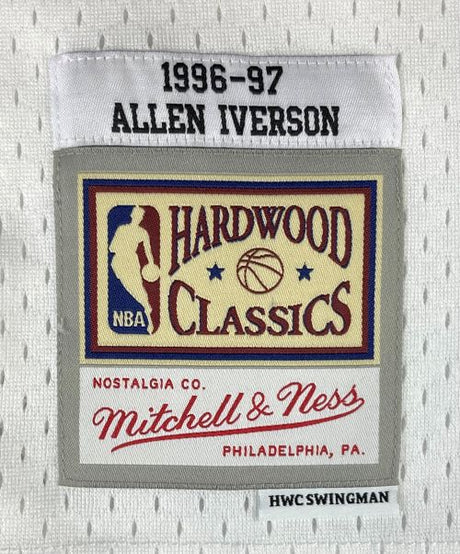 1996-97
ALLEN IVERSON
HARDWOOD
CLASSICS
NBA
NOSTALGIA CO.
Mitchell & Ness
PHILADELPHIA, PA.
HWC SWINGMAN